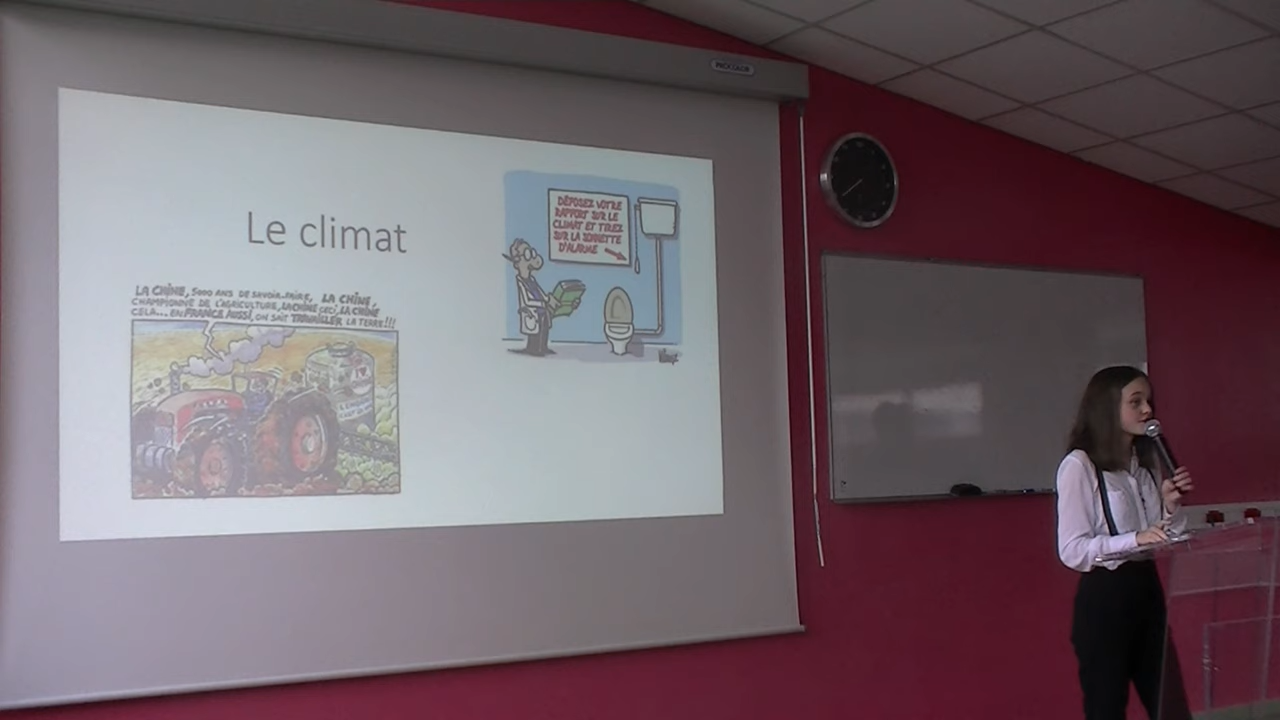 PROCOLOR
Le climat
DÉPOSEZ VOTRE
RAPPORT SUR LE
CLIMAT ET TIREZ
SUR LA SONNETTE
D'ALARME
LA CHINE, 5000 ANS DE SAVOIR-FAIRE, LA CHINE,
CHAMPIONNE DE L'AGRICULTURE, LA CHINE CECI, LA CHINE
CELA... EN FRANCE AUSSI, ON SAIT TRAVAILLER LA TERRE!!!